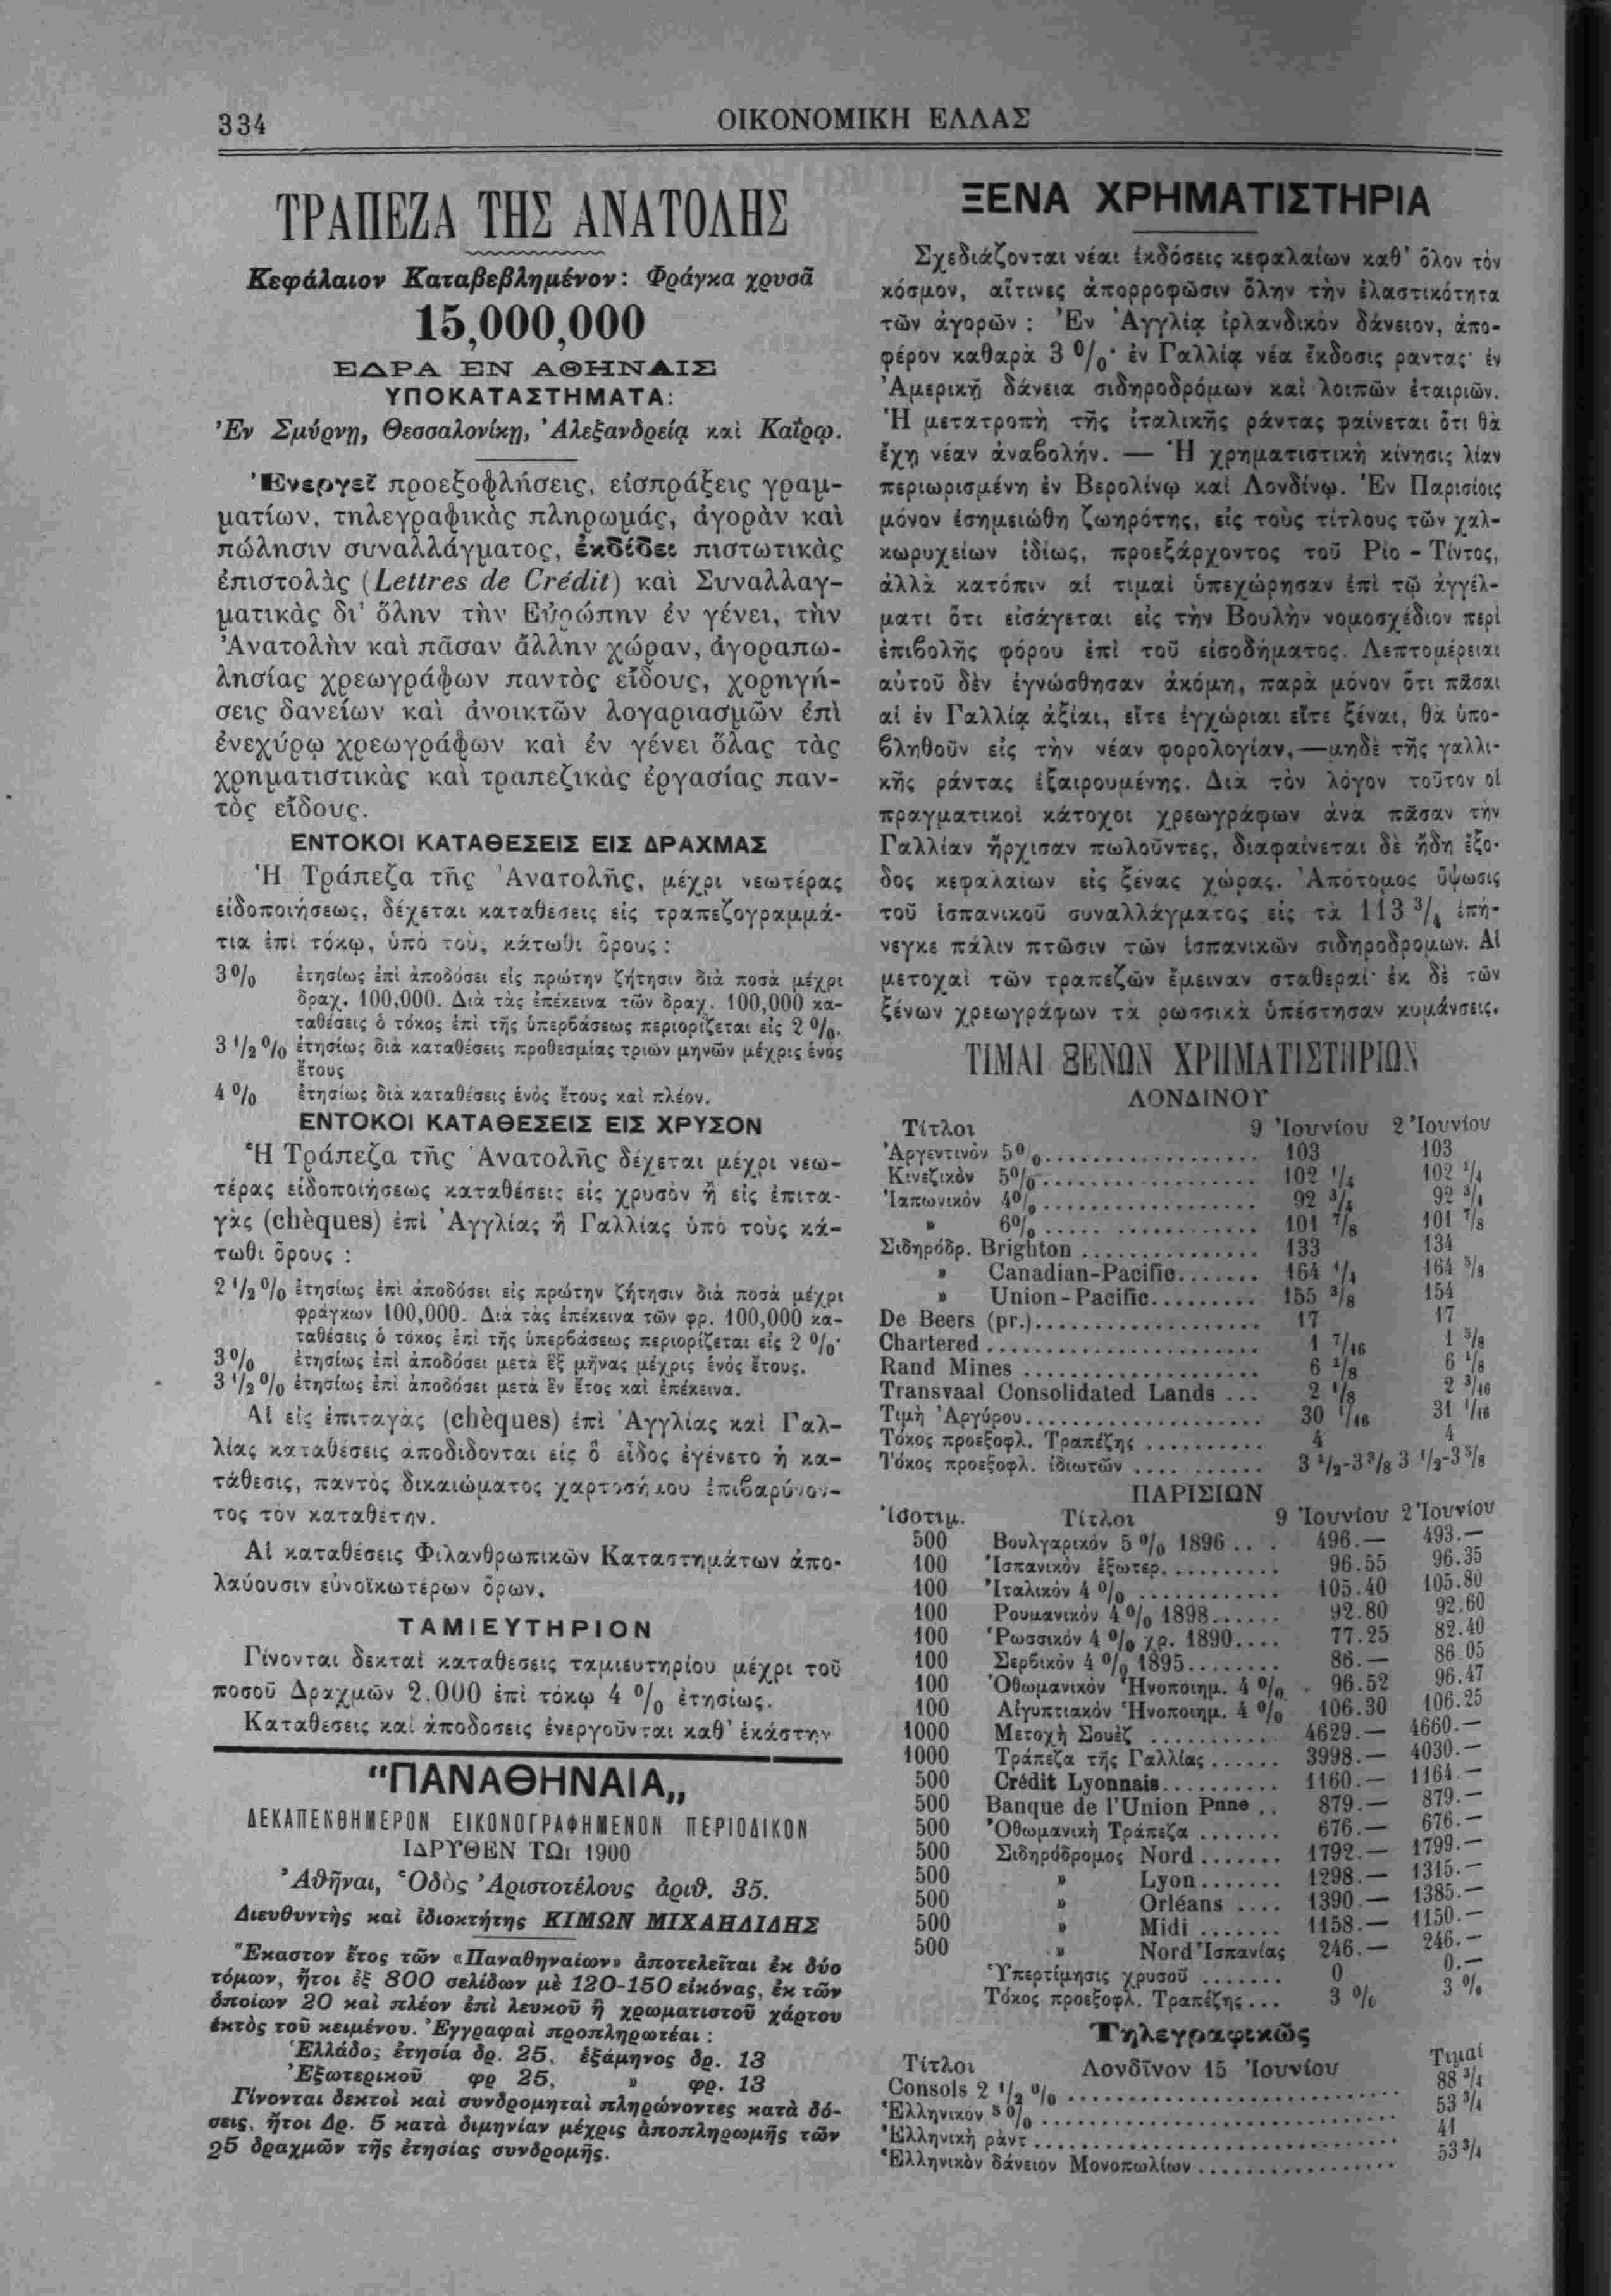 334
ΟΙΚΟΝΟΜΙΚΗ ΕΛΛΑΣ
ΤΡΑΠΕΖΑ ΤΗΣ ΑΝΑΤΟΛΗΣ
Κεφάλαιον Καταβεβλημένον: Φράγκα χρυσᾶ
15,000,000
ΕΔΡΑ ΕΝ ΑΘΗΝΑΙΣ
ΥΠΟΚΑΤΑΣΤΗΜΑΤΑ:
Ἐν Σμύρνῃ, Θεσσαλονίκῃ, Ἀλεξανδρείᾳ καὶ Καΐρῳ.
Ἐνεργεῖ προεξοφλήσεις, εἰσπράξεις γραμ-
ματίων, τηλεγραφικὰς πληρωμάς, ἀγορὰν καὶ
πώλησιν συναλλάγματος, ἐκδίδει πιστωτικὰς
ἐπιστολὰς (Lettres de Crédit) καὶ Συναλλαγ-
ματικὰς δι' ὅλην τὴν Εὐρώπην ἐν γένει, τὴν
Ἀνατολὴν καὶ πᾶσαν ἄλλην χώραν, ἀγοραπω-
λησίας χρεωγράφων παντὸς εἴδους, χορηγή-
σεις δανείων καὶ ἀνοικτῶν λογαριασμῶν ἐπὶ
ἐνεχύρῳ χρεωγράφων καὶ ἐν γένει ὅλας τὰς
χρηματιστικὰς καὶ τραπεζικὰς ἐργασίας παν-
τὸς εἴδους.
ΕΝΤΟΚΟΙ ΚΑΤΑΘΕΣΕΙΣ ΕΙΣ ΔΡΑΧΜΑΣ
Ἡ Τράπεζα τῆς Ἀνατολῆς, μέχρι νεωτέρας
εἰδοποιήσεως, δέχεται καταθέσεις εἰς τραπεζογραμμά-
τια ἐπὶ τόκῳ, ὑπὸ τοὺς κάτωθι ὅρους:
3% ἐτησίως ἐπὶ ἀποδόσει εἰς πρώτην ζήτησιν διὰ ποσὰ μέχρι
δραχ. 100,000. Διὰ τὰς ἐπέκεινα τῶν δραχ. 100,000 κα-
ταθέσεις ὁ τόκος ἐπὶ τῆς ὑπερβάσεως περιορίζεται εἰς 2%.
3 1/2% ἐτησίως διὰ καταθέσεις προθεσμίας τριῶν μηνῶν μέχρις ἑνός
ἔτους
4% ἐτησίως διὰ καταθέσεις ἑνός ἔτους καὶ πλέον.
ΕΝΤΟΚΟΙ ΚΑΤΑΘΕΣΕΙΣ ΕΙΣ ΧΡΥΣΟΝ
Ἡ Τράπεζα τῆς Ἀνατολῆς δέχεται μέχρι νεω-
τέρας εἰδοποιήσεως καταθέσεις εἰς χρυσὸν ἢ εἰς ἐπιτα-
γὰς (chèques) ἐπὶ Ἀγγλίας ἢ Γαλλίας ὑπὸ τοὺς κά-
τωθι ὅρους:
2 1/2% ἐτησίως ἐπὶ ἀποδόσει εἰς πρώτην ζήτησιν διὰ ποσὰ μέχρι
φράγκων 100,000. Διὰ τὰς ἐπέκεινα τῶν φρ. 100,000 κα-
ταθέσεις ὁ τόκος ἐπὶ τῆς ὑπερβάσεως περιορίζεται εἰς 2%·
3% ἐτησίως ἐπὶ ἀποδόσει μετὰ ἓξ μῆνας μέχρις ἑνός ἔτους.
3 1/2% ἐτησίως ἐπὶ ἀποδόσει μετὰ ἓν ἔτος καὶ ἐπέκεινα.
Αἱ εἰς ἐπιταγὰς (chèques) ἐπὶ Ἀγγλίας καὶ Γαλ-
λίας καταθέσεις ἀποδίδονται εἰς ὃ εἶδος ἐγένετο ἡ κα-
τάθεσις, παντὸς δικαιώματος χαρτοσήμου ἐπιβαρύνον-
τος τὸν καταθέτην.
Αἱ καταθέσεις Φιλανθρωπικῶν Καταστημάτων ἀπο-
λαύουσιν εὐνοϊκωτέρων ὅρων.
ΤΑΜΙΕΥΤΗΡΙΟΝ
Γίνονται δεκταὶ καταθέσεις ταμιευτηρίου μέχρι τοῦ
ποσοῦ Δραχμῶν 2.000 ἐπὶ τόκῳ 4% ἐτησίως.
Καταθέσεις καὶ ἀποδόσεις ἐνεργοῦνται καθ' ἑκάστην
"ΠΑΝΑΘΗΝΑΙΑ„
ΔΕΚΑΠΕΝΘΗΜΕΡΟΝ ΕΙΚΟΝΟΓΡΑΦΗΜΕΝΟΝ ΠΕΡΙΟΔΙΚΟΝ
ΙΔΡΥΘΕΝ ΤΩι 1900
Ἀθῆναι, Ὁδὸς Ἀριστοτέλους ἀριθ. 35.
Διευθυντὴς καὶ ἰδιοκτήτης ΚΙΜΩΝ ΜΙΧΑΗΛΙΔΗΣ
Ἕκαστον ἔτος τῶν «Παναθηναίων» ἀποτελεῖται ἐκ δύο
τόμων, ἤτοι ἐξ 800 σελίδων μὲ 120-150 εἰκόνας, ἐκ τῶν
ὁποίων 20 καὶ πλέον ἐπὶ λευκοῦ ἢ χρωματιστοῦ χάρτου
ἐκτὸς τοῦ κειμένου. Ἐγγραφαὶ προπληρωτέαι:
Ἑλλάδος ἐτησία δρ. 25, ἑξάμηνος δρ. 13
Ἐξωτερικοῦ φρ 25, » φρ. 13
Γίνονται δεκτοὶ καὶ συνδρομηταὶ πληρώνοντες κατὰ δό-
σεις, ἤτοι Δρ. 5 κατὰ διμηνίαν μέχρις ἀποπληρωμῆς τῶν
25 δραχμῶν τῆς ἐτησίας συνδρομῆς.
ΞΕΝΑ ΧΡΗΜΑΤΙΣΤΗΡΙΑ
Σχεδιάζονται νέαι ἐκδόσεις κεφαλαίων καθ' ὅλον τὸν
κόσμον, αἵτινες ἀπορροφῶσιν ὅλην τὴν ἐλαστικότητα
τῶν ἀγορῶν: Ἐν Ἀγγλίᾳ ἰρλανδικὸν δάνειον, ἀπο-
φέρον καθαρὰ 3%· ἐν Γαλλίᾳ νέα ἔκδοσις ραντας· ἐν
Ἀμερικῇ δάνεια σιδηροδρόμων καὶ λοιπῶν ἑταιριῶν.
Ἡ μετατροπὴ τῆς ἰταλικῆς ράντας φαίνεται ὅτι θὰ
ἔχῃ νέαν ἀναβολήν. — Ἡ χρηματιστικὴ κίνησις λίαν
περιωρισμένη ἐν Βερολίνῳ καὶ Λονδίνῳ. Ἐν Παρισίοις
μόνον ἐσημειώθη ζωηρότης, εἰς τοὺς τίτλους τῶν χαλ-
κωρυχείων ἰδίως, προεξάρχοντος τοῦ Ρίο - Τίντος,
ἀλλὰ κατόπιν αἱ τιμαὶ ὑπεχώρησαν ἐπὶ τῷ ἀγγέλ-
ματι ὅτι εἰσάγεται εἰς τὴν Βουλὴν νομοσχέδιον περὶ
ἐπιβολῆς φόρου ἐπὶ τοῦ εἰσοδήματος. Λεπτομέρειαι
αὐτοῦ δὲν ἐγνώσθησαν ἀκόμη, παρὰ μόνον ὅτι πᾶσαι
αἱ ἐν Γαλλίᾳ ἀξίαι, εἴτε ἐγχώριαι εἴτε ξέναι, θὰ ὑπο-
βληθοῦν εἰς τὴν νέαν φορολογίαν,—μηδὲ τῆς γαλλι-
κῆς ράντας ἐξαιρουμένης. Διὰ τὸν λόγον τοῦτον οἱ
πραγματικοὶ κάτοχοι χρεωγράφων ἀνὰ πᾶσαν τὴν
Γαλλίαν ἤρχισαν πωλοῦντες, διαφαίνεται δὲ ἤδη ἔξο-
δος κεφαλαίων εἰς ξένας χώρας. Ἀπότομος ὕψωσις
τοῦ ἱσπανικοῦ συναλλάγματος εἰς τὰ 113 3/4 ἐπή-
νεγκε πάλιν πτῶσιν τῶν ἱσπανικῶν σιδηροδρομων. Αἱ
μετοχαὶ τῶν τραπεζῶν ἔμειναν σταθεραί· ἐκ δὲ τῶν
ξένων χρεωγράφων τὰ ρωσσικὰ ὑπέστησαν κυμάνσεις.
ΤΙΜΑΙ ΞΕΝΩΝ ΧΡΗΜΑΤΙΣΤΗΡΙΩΝ
ΛΟΝΔΙΝΟΥ
Τίτλοι 9 Ἰουνίου 2 Ἰουνίου
Ἀργεντινόν 5% 103 103
Κινεζικὸν 5% 102 1/4 102 1/4
Ἰαπωνικὸν 4% 92 3/4 92 3/4
» 6% 101 7/8 101 7/8
Σιδηρόδρ. Brighton 133 134
» Canadian-Pacific 164 1/4 164 5/8
» Union-Pacific 155 3/8 154
De Beers (pr.) 17 17
Chartered 1 7/16 1 5/8
Rand Mines 6 1/8 6 1/8
Transvaal Consolidated Lands 2 1/8 2 3/16
Τιμὴ Ἀργύρου 30 1/16 31 1/16
Τόκος προεξοφλ. Τραπέζης 4 4
Τόκος προεξοφλ. ἰδιωτῶν 3 1/2-3 3/8 3 1/2-3 5/8
ΠΑΡΙΣΙΩΝ
Ἰσοτιμ. Τίτλοι 9 Ἰουνίου 2 Ἰουνίου
500 Βουλγαρικόν 5% 1896 496.— 493.—
100 Ἱσπανικὸν ἐξωτερ. 96.55 96.35
100 Ἰταλικόν 4% 105.40 105.80
100 Ρουμανικόν 4% 1898 92.80 92.60
100 Ῥωσσικόν 4% χρ. 1890 77.25 82.40
100 Σερβικόν 4% 1895 86.— 86 05
100 Ὀθωμανικόν Ἡνοποιημ. 4% 96.52 96.47
100 Αἰγυπτιακόν Ἡνοποιημ. 4% 106.30 106.25
1000 Μετοχὴ Σουὲζ 4629.— 4660.—
1000 Τράπεζα τῆς Γαλλίας 3998.— 4030.—
500 Crédit Lyonnais 1160.— 1164.—
500 Banque de l'Union Pnne 879.— 879.—
500 Ὀθωμανικὴ Τράπεζα 676.— 676.—
500 Σιδηρόδρομος Nord 1792.— 1799.—
500 » Lyon 1298.— 1315.—
500 » Orléans 1390.— 1385.—
500 » Midi 1158.— 1150.—
500 » Nord Ἱσπανίας 246.— 246.—
Ὑπερτίμησις χρυσοῦ 0 0.—
Τόκος προεξοφλ. Τραπέζης 3% 3%
Τηλεγραφικῶς
Τίτλοι Λονδῖνον 15 Ἰουνίου Τιμαί
Consols 2 1/2% 88 3/4
Ἑλληνικόν 5% 53 3/4
Ἑλληνικὴ ρὰντ 41
Ἑλληνικὸν δάνειον Μονοπωλίων 53 3/4